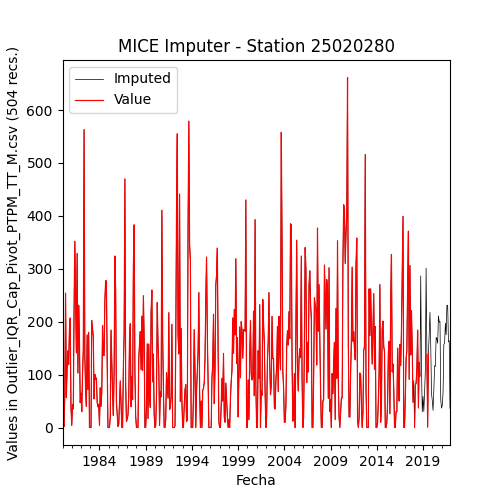 MICE Imputer - Station 25020280
Values in Outlier_IQR_Cap_Pivot_PTPM_TT_M.csv (504 recs.)
Imputed
Value
600
500
400
300
200
100
0
1984 1989 1994 1999 2004 2009 2014 2019
Fecha